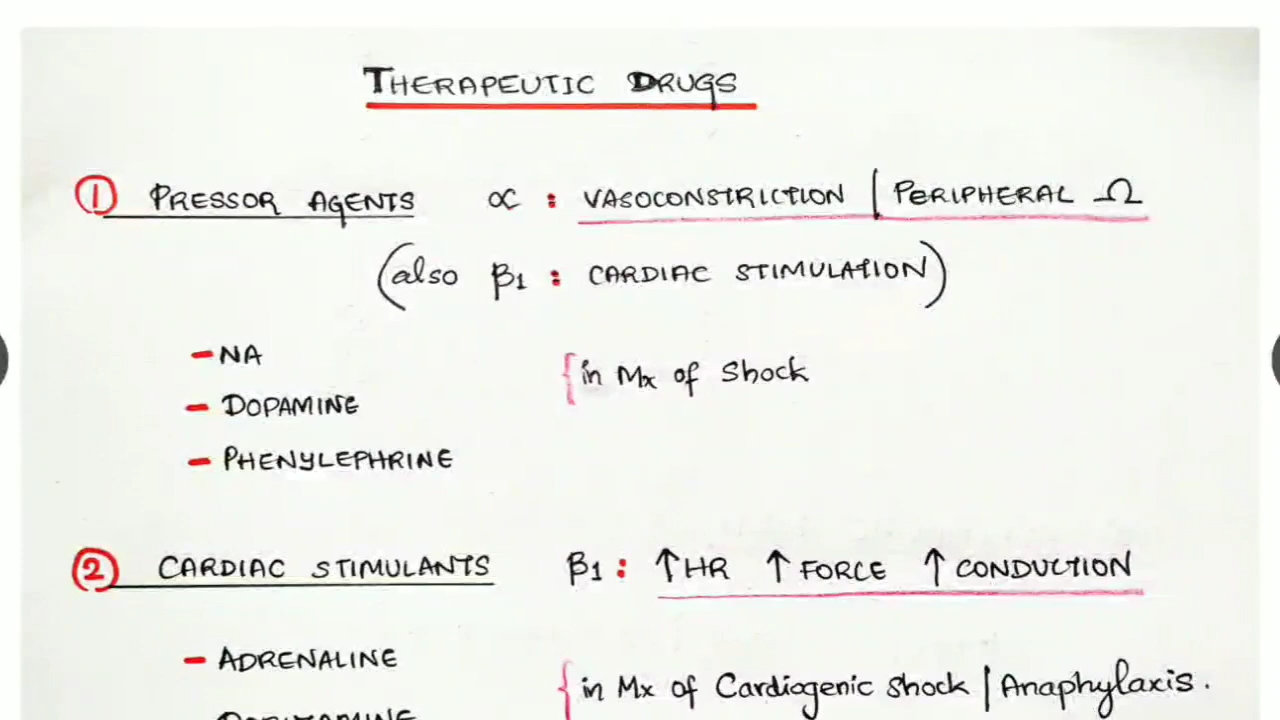 THERAPEUTIC DRUGS
① PRESSOR AGENTS α : VASOCONSTRICTION | PERIPHERAL Ω
(also β1 : CARDIAC STIMULATION)
- NA
{in Mx of Shock
- DOPAMINE
- PHENYLEPHRINE
② CARDIAC STIMULANTS β1 : ↑HR ↑ FORCE ↑ CONDUCTION
- ADRENALINE
{in Mx of Cardiogenic shock | Anaphylaxis.